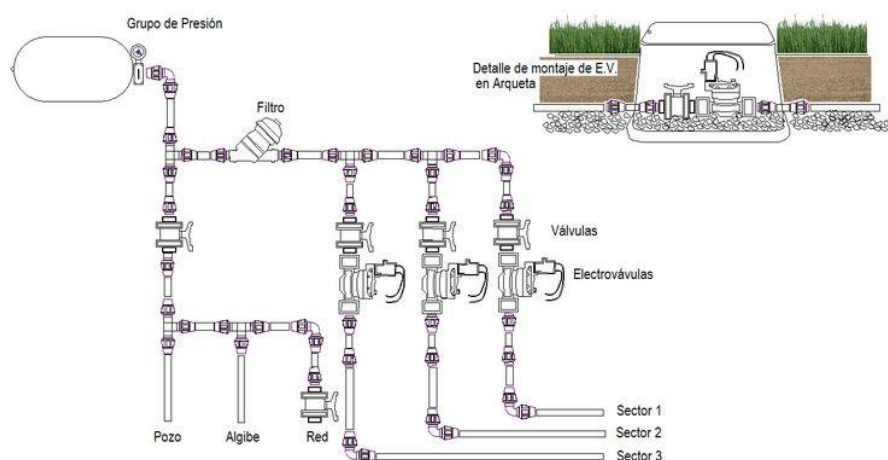 Grupo de Presión
Detalle de montaje de E.V.
en Arqueta
Filtro
Válvulas
Electroválvulas
Sector 1
Sector 2
Sector 3
Pozo
Algibe
Red